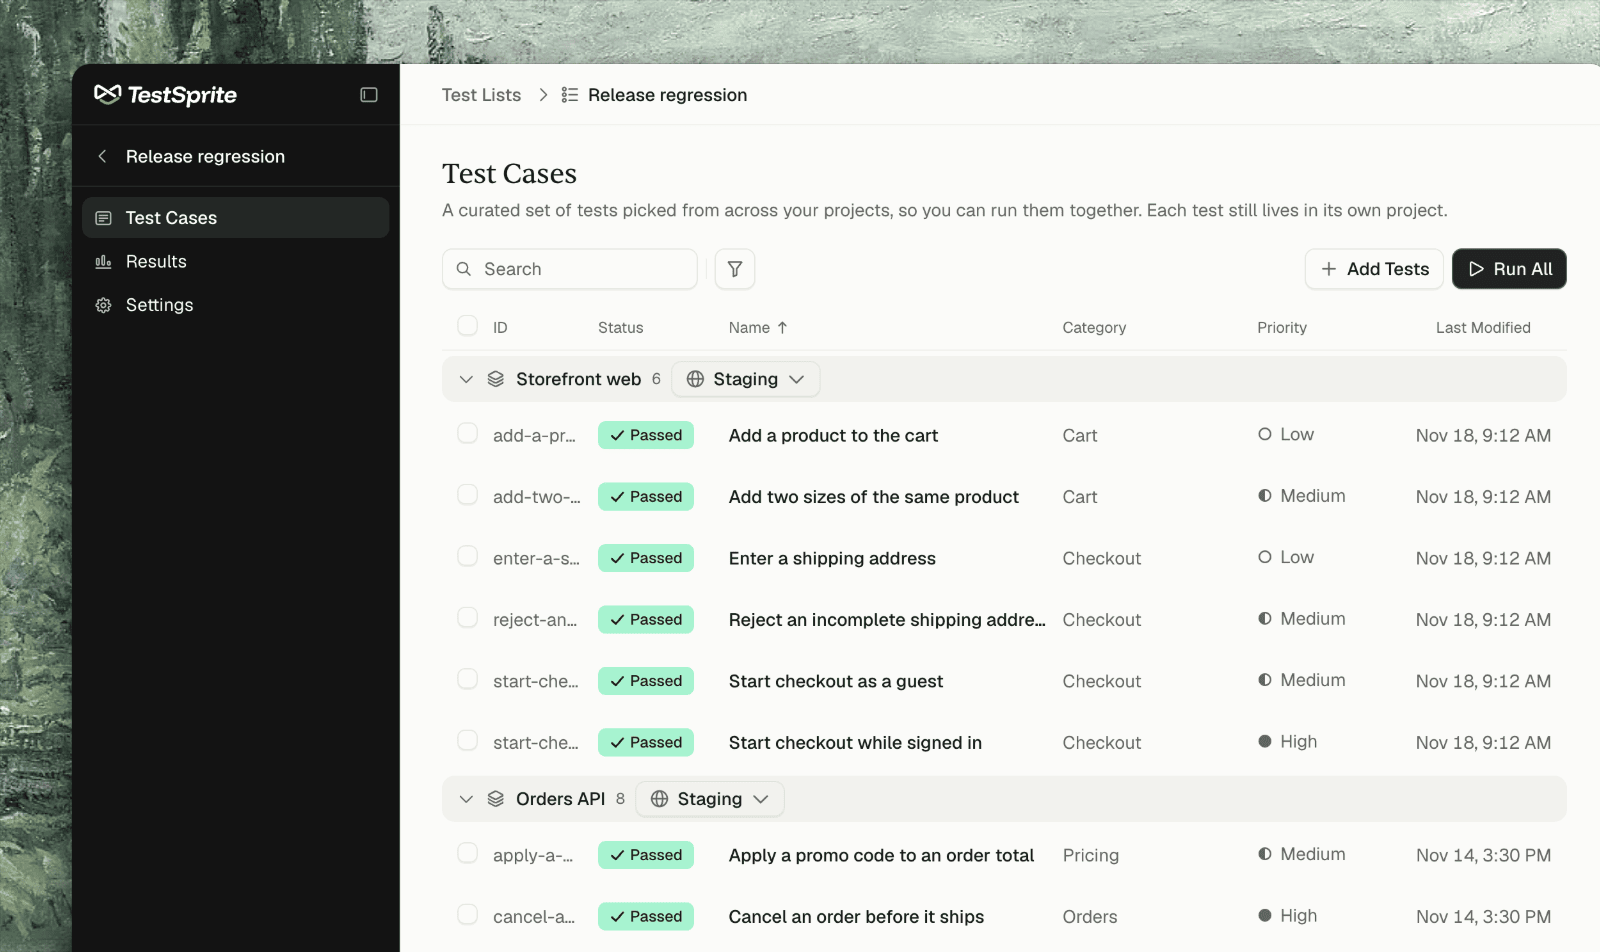 TestSprite
Release regression
Test Cases
Results
Settings
Test Lists > Release regression
Test Cases
A curated set of tests picked from across your projects, so you can run them together. Each test still lives in its own project.
Search
Add Tests
Run All
ID Status Name ↑ Category Priority Last Modified
Storefront web 6 Staging
add-a-pr... Passed Add a product to the cart Cart Low Nov 18, 9:12 AM
add-two-... Passed Add two sizes of the same product Cart Medium Nov 18, 9:12 AM
enter-a-s... Passed Enter a shipping address Checkout Low Nov 18, 9:12 AM
reject-an... Passed Reject an incomplete shipping addre... Checkout Medium Nov 18, 9:12 AM
start-che... Passed Start checkout as a guest Checkout Medium Nov 18, 9:12 AM
start-che... Passed Start checkout while signed in Checkout High Nov 18, 9:12 AM
Orders API 8 Staging
apply-a-... Passed Apply a promo code to an order total Pricing Medium Nov 14, 3:30 PM
cancel-a... Passed Cancel an order before it ships Orders High Nov 14, 3:30 PM